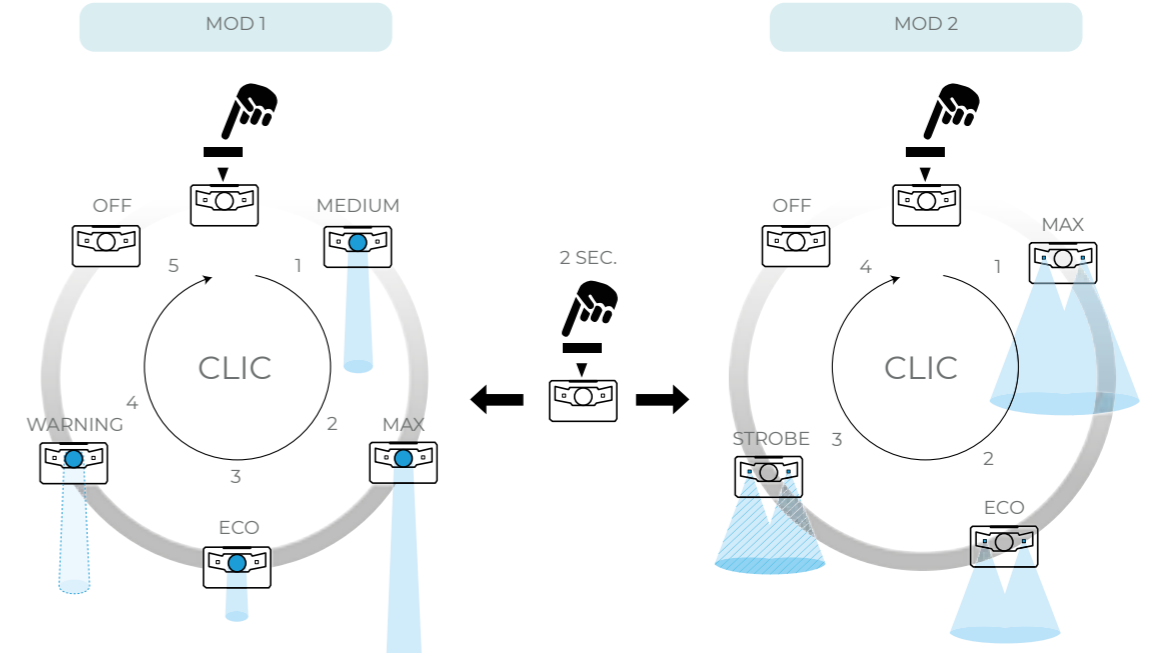 MOD 1
MOD 2
OFF
MEDIUM
5
1
CLIC
4
WARNING
2
MAX
3
ECO
2 SEC.
OFF
MAX
4
1
CLIC
STROBE
3
2
ECO